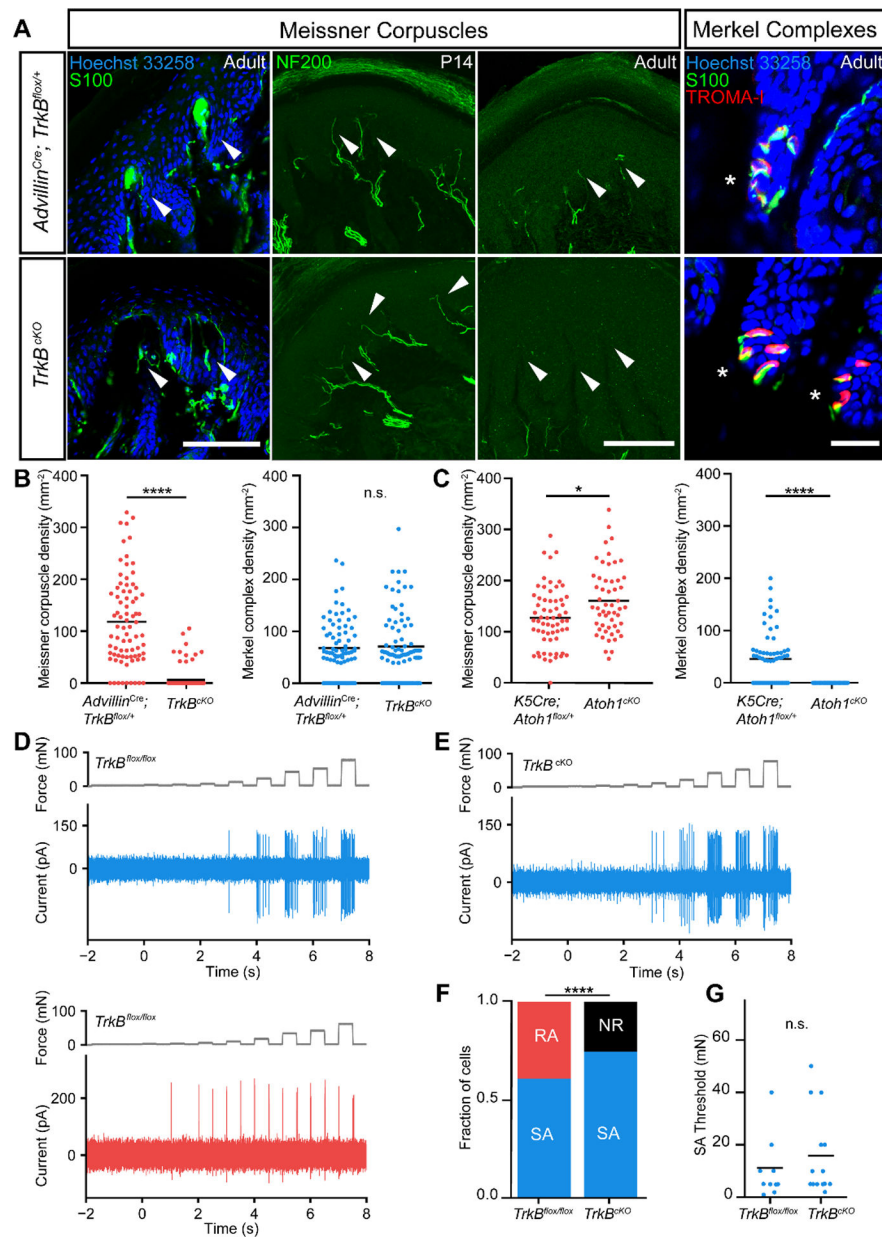 A
Meissner Corpuscles
Merkel Complexes
Advillin^Cre; TrkB^flox/+
Hoechst 33258
Adult
S100
NF200
P14
Adult
Hoechst 33258
Adult
S100
TROMA-I
*
TrkB^cKO
*
*
B
Meissner corpuscle density (mm-2)
400
300
200
100
0
****
Advillin^Cre;
TrkB^flox/+
TrkB^cKO
Merkel complex density (mm-2)
400
300
200
100
0
n.s.
Advillin^Cre;
TrkB^flox/+
TrkB^cKO
C
Meissner corpuscle density (mm-2)
400
300
200
100
0
*
K5Cre;
Atoh1^flox/+
Atoh1^cKO
Merkel complex density (mm-2)
400
300
200
100
0
****
K5Cre;
Atoh1^flox/+
Atoh1^cKO
D
Force (mN)
100
0
TrkB^flox/flox
Current (pA)
150
0
−2 0 2 4 6 8
Time (s)
Force (mN)
100
0
TrkB^flox/flox
Current (pA)
200
0
−2 0 2 4 6 8
Time (s)
E
Force (mN)
100
0
TrkB^cKO
Current (pA)
150
0
−2 0 2 4 6 8
Time (s)
F
****
Fraction of cells
1.0
0.5
0.0
RA
SA
NR
SA
TrkB^flox/flox
TrkB^cKO
G
SA Threshold (mN)
60
40
20
0
n.s.
TrkB^flox/flox
TrkB^cKO